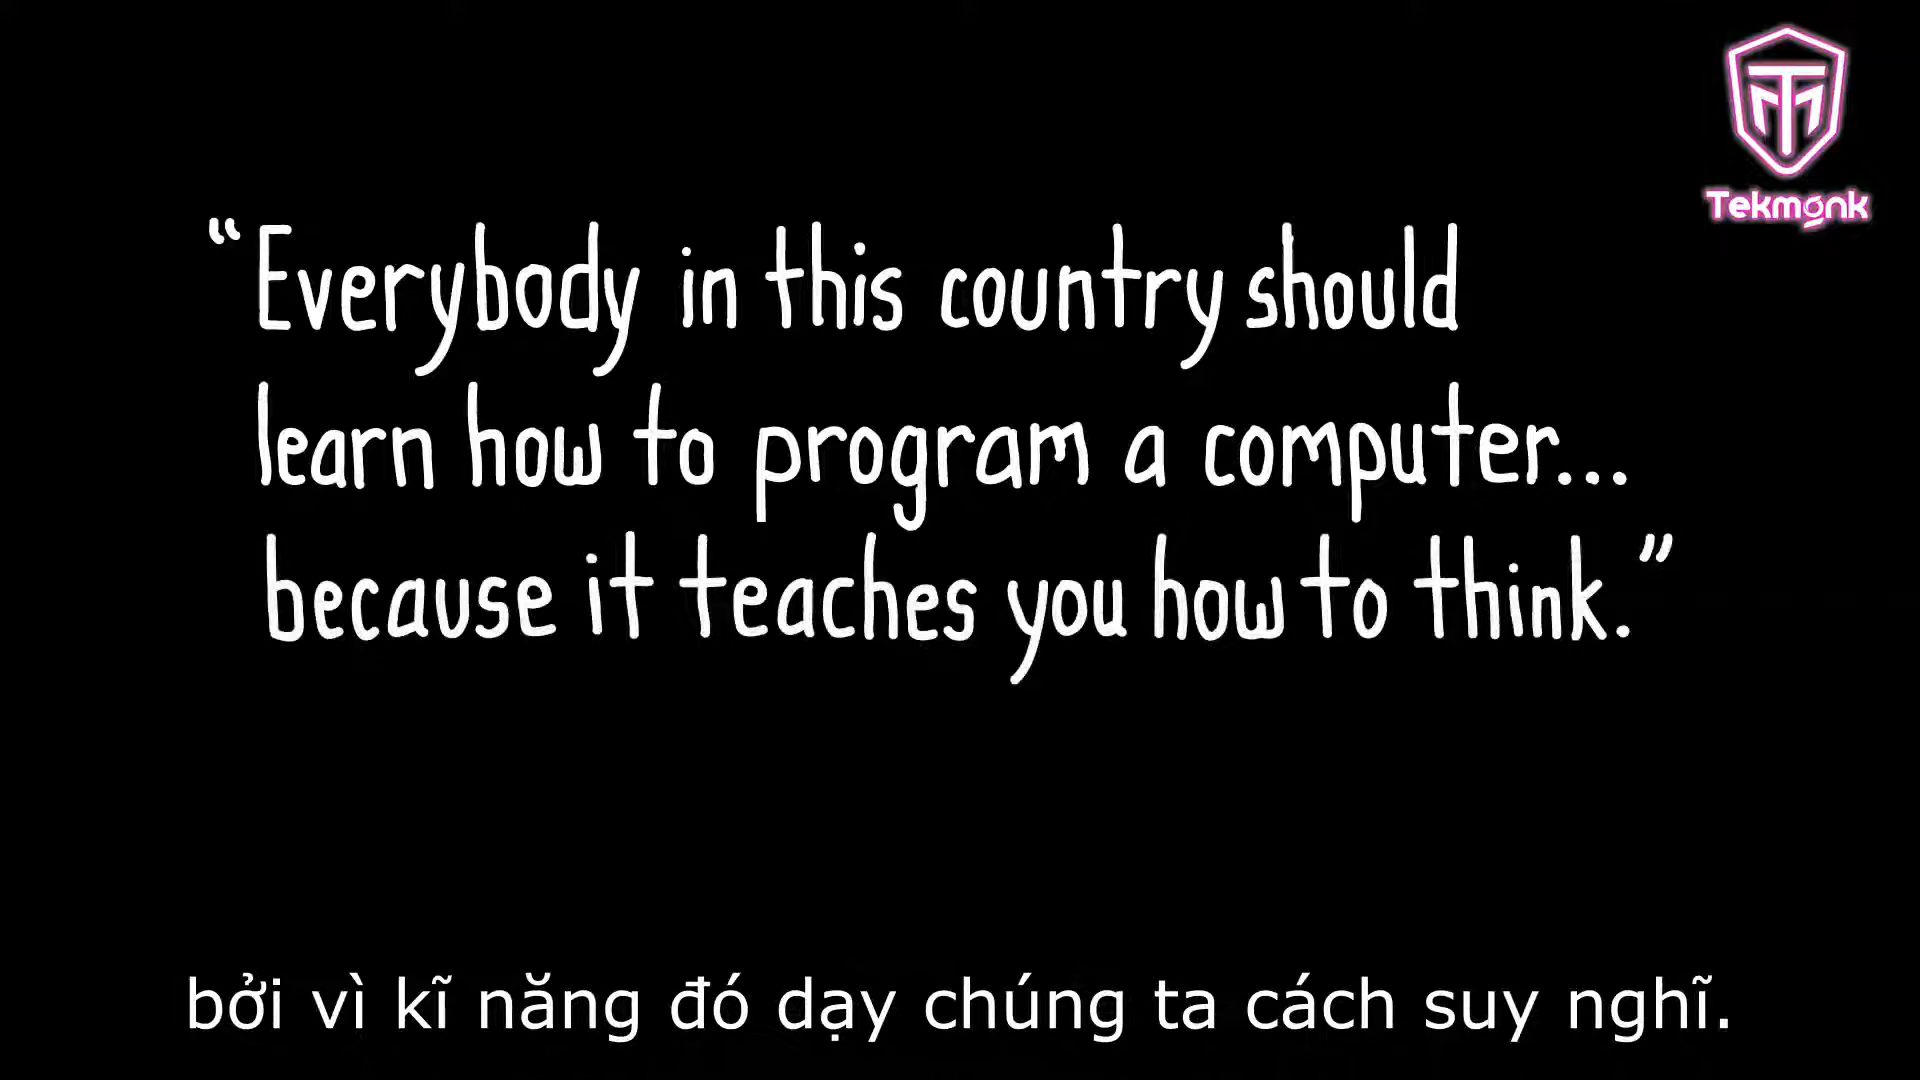 Tekmonk
“Everybody in this country should
learn how to program a computer...
because it teaches you how to think.”
bởi vì kĩ năng đó dạy chúng ta cách suy nghĩ.